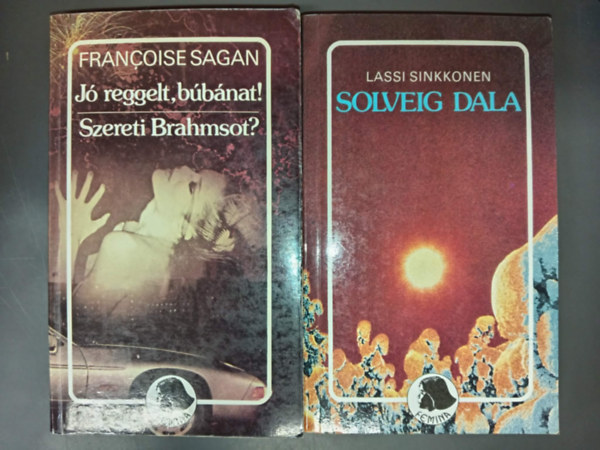 FRANÇOISE SAGAN
Jó reggelt, búbánat!
Szereti Brahmsot?
LASSI SINKKONEN
SOLVEIG DALA
FEMINA